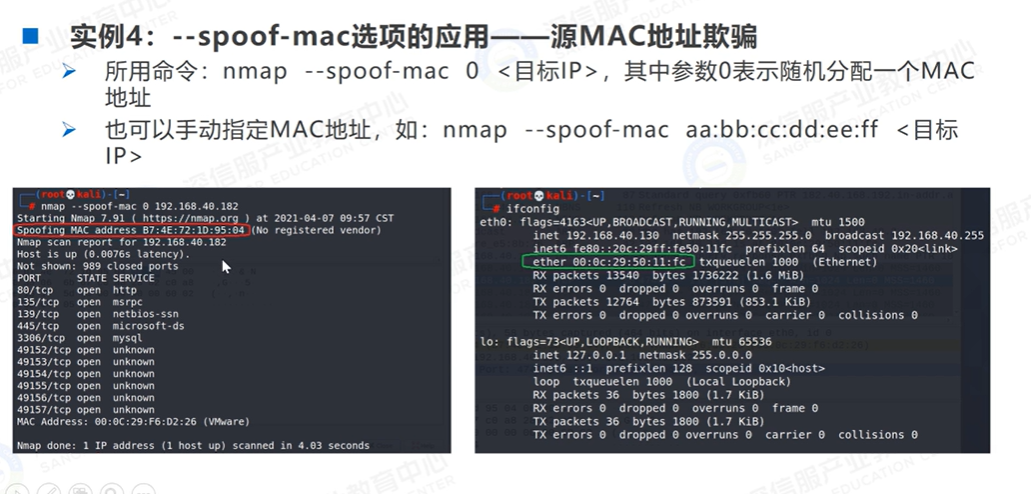 实例4：--spoof-mac选项的应用——源MAC地址欺骗
所用命令：nmap --spoof-mac 0 <目标IP>，其中参数0表示随机分配一个MAC
地址
也可以手动指定MAC地址，如：nmap --spoof-mac aa:bb:cc:dd:ee:ff <目标
IP>
(root💀kali)-[~]
# nmap --spoof-mac 0 192.168.40.182
Starting Nmap 7.91 ( https://nmap.org ) at 2021-04-07 09:57 CST
Spoofing MAC address B7:4E:72:1D:95:04 (No registered vendor)
Nmap scan report for 192.168.40.182
Host is up (0.0076s latency).
Not shown: 989 closed ports
PORT STATE SERVICE
80/tcp open http
135/tcp open msrpc
139/tcp open netbios-ssn
445/tcp open microsoft-ds
3306/tcp open mysql
49152/tcp open unknown
49153/tcp open unknown
49154/tcp open unknown
49155/tcp open unknown
49156/tcp open unknown
49157/tcp open unknown
MAC Address: 00:0C:29:F6:D2:26 (VMware)
Nmap done: 1 IP address (1 host up) scanned in 4.03 seconds
(root💀kali)-[~]
# ifconfig
eth0: flags=4163<UP,BROADCAST,RUNNING,MULTICAST> mtu 1500
inet 192.168.40.130 netmask 255.255.255.0 broadcast 192.168.40.255
inet6 fe80::20c:29ff:fe50:11fc prefixlen 64 scopeid 0x20<link>
ether 00:0c:29:50:11:fc txqueuelen 1000 (Ethernet)
RX packets 13540 bytes 1736222 (1.6 MiB)
RX errors 0 dropped 0 overruns 0 frame 0
TX packets 12764 bytes 873591 (853.1 KiB)
TX errors 0 dropped 0 overruns 0 carrier 0 collisions 0
lo: flags=73<UP,LOOPBACK,RUNNING> mtu 65536
inet 127.0.0.1 netmask 255.0.0.0
inet6 ::1 prefixlen 128 scopeid 0x10<host>
loop txqueuelen 1000 (Local Loopback)
RX packets 36 bytes 1800 (1.7 KiB)
RX errors 0 dropped 0 overruns 0 frame 0
TX packets 36 bytes 1800 (1.7 KiB)
TX errors 0 dropped 0 overruns 0 carrier 0 collisions 0
深信服产业教育中心
SANGFOR EDUCATION CENTER